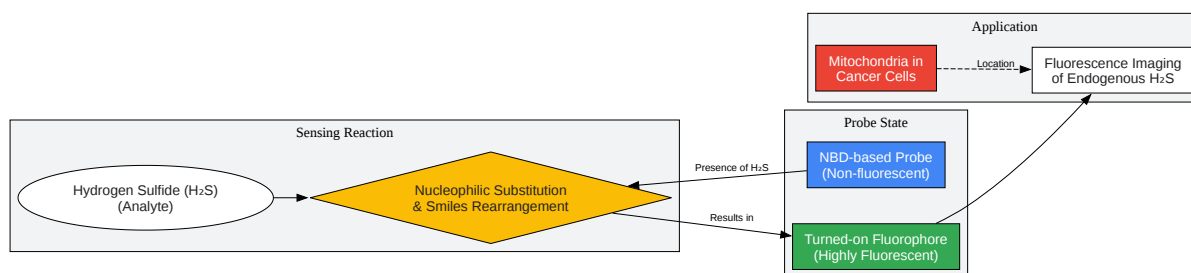 Application
Mitochondria in
Cancer Cells
Location
Fluorescence Imaging
of Endogenous H₂S
Sensing Reaction
Hydrogen Sulfide (H₂S)
(Analyte)
Nucleophilic Substitution
& Smiles Rearrangement
Presence of H₂S
Results in
Probe State
NBD-based Probe
(Non-fluorescent)
Turned-on Fluorophore
(Highly Fluorescent)